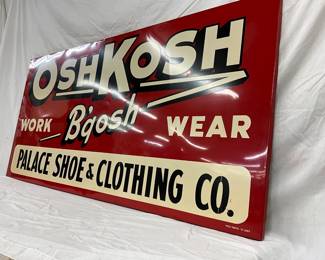 OSHKOSH
B'gosh
WORK WEAR
PALACE SHOE & CLOTHING CO.